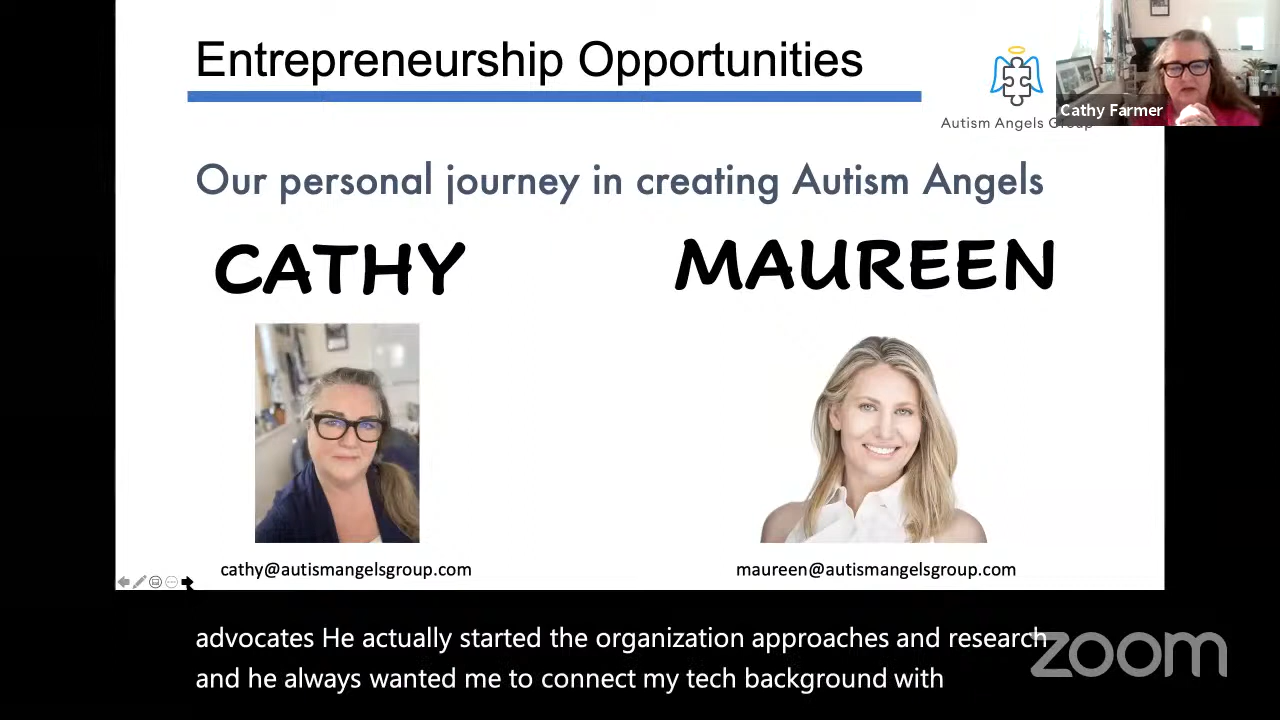 Entrepreneurship Opportunities
Autism Angels Group
Cathy Farmer
Our personal journey in creating Autism Angels
CATHY
MAUREEN
cathy@autismangelsgroup.com
maureen@autismangelsgroup.com
advocates He actually started the organization approaches and research
and he always wanted me to connect my tech background with
zoom